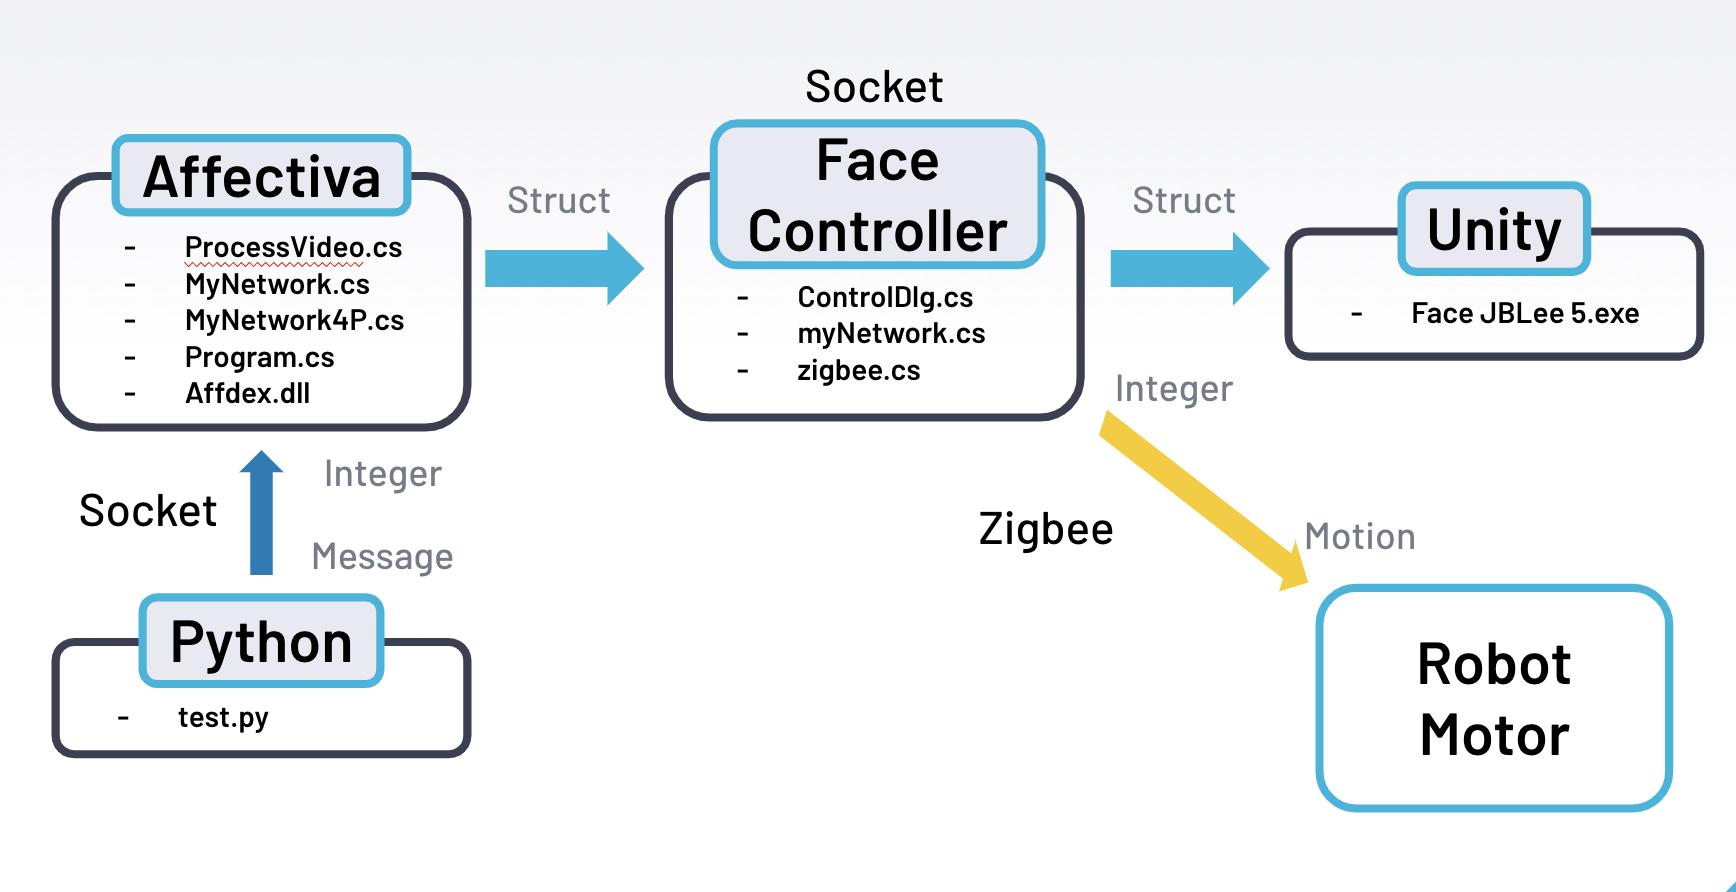 Socket
Affectiva
- ProcessVideo.cs
- MyNetwork.cs
- MyNetwork4P.cs
- Program.cs
- Affdex.dll
Struct
Face
Controller
- ControlDlg.cs
- myNetwork.cs
- zigbee.cs
Struct
Unity
- Face JBLee 5.exe
Integer
Socket
Message
Integer
Zigbee
Motion
Python
- test.py
Robot
Motor